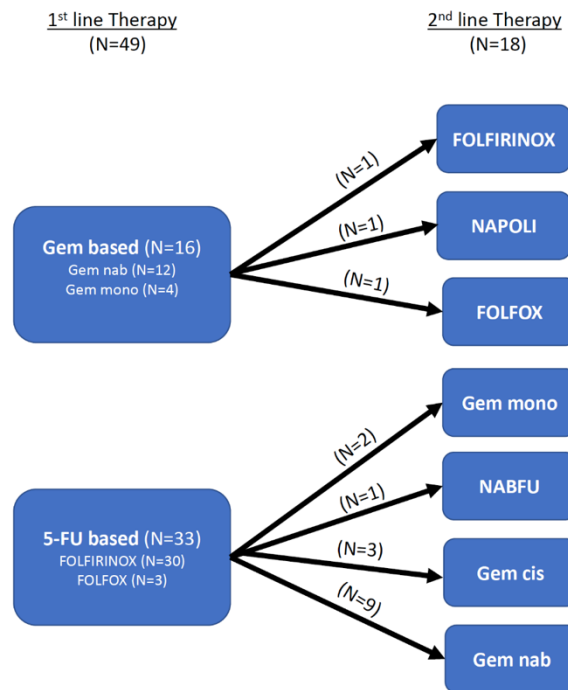 1st line Therapy
(N=49)
2nd line Therapy
(N=18)
Gem based (N=16)
Gem nab (N=12)
Gem mono (N=4)
(N=1)
FOLFIRINOX
(N=1)
NAPOLI
(N=1)
FOLFOX
5-FU based (N=33)
FOLFIRINOX (N=30)
FOLFOX (N=3)
(N=2)
Gem mono
(N=1)
NABFU
(N=3)
Gem cis
(N=9)
Gem nab